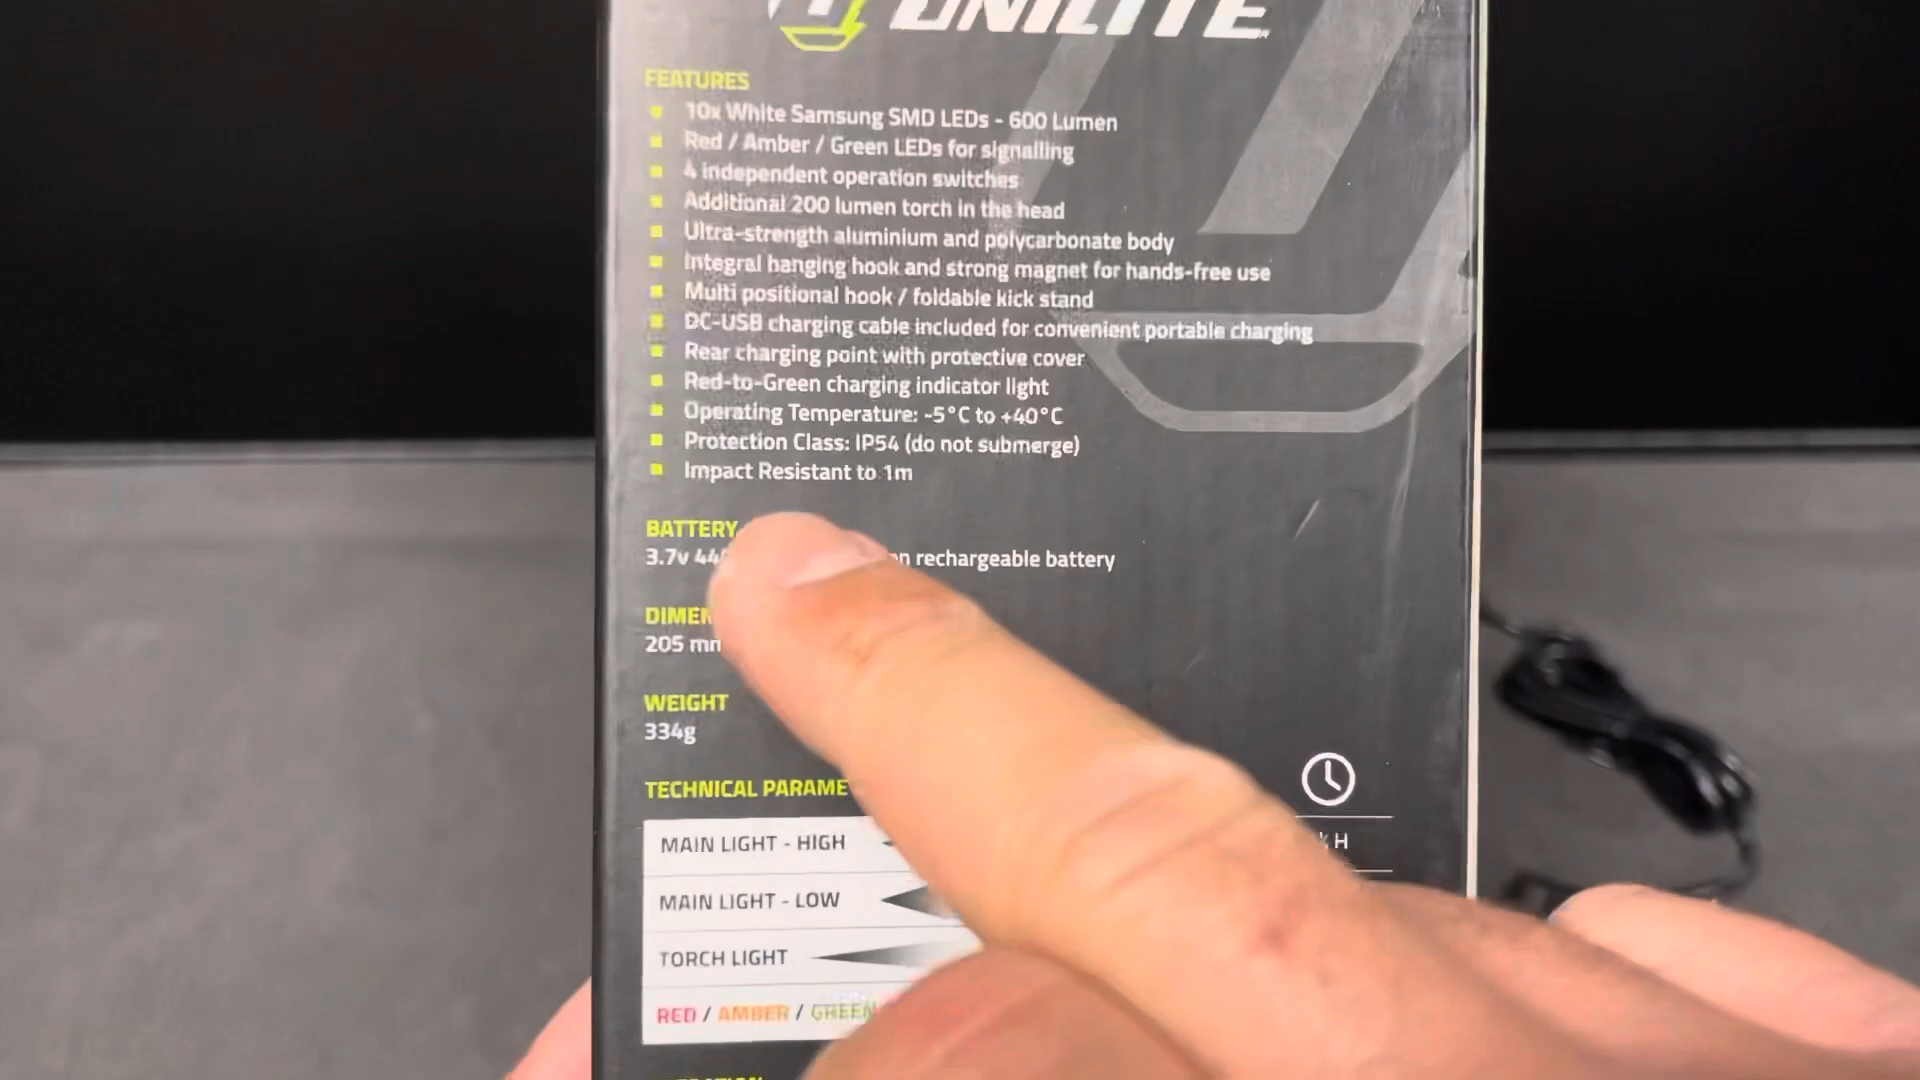 UNILITE
FEATURES
10x White Samsung SMD LEDs - 600 Lumen
Red / Amber / Green LEDs for signalling
4 independent operation switches
Additional 200 lumen torch in the head
Ultra-strength aluminium and polycarbonate body
Integral hanging hook and strong magnet for hands-free use
Multi positional hook / foldable kick stand
DC-USB charging cable included for convenient portable charging
Rear charging point with protective cover
Red-to-Green charging indicator light
Operating Temperature: -5°C to +40°C
Protection Class: IP54 (do not submerge)
Impact Resistant to 1m
BATTERY
3.7v rechargeable battery
205
WEIGHT
334g
TECHNICAL
MAIN LIGHT - HIGH
H
MAIN LIGHT - LOW
TORCH LIGHT
RED / AMBER / GREEN